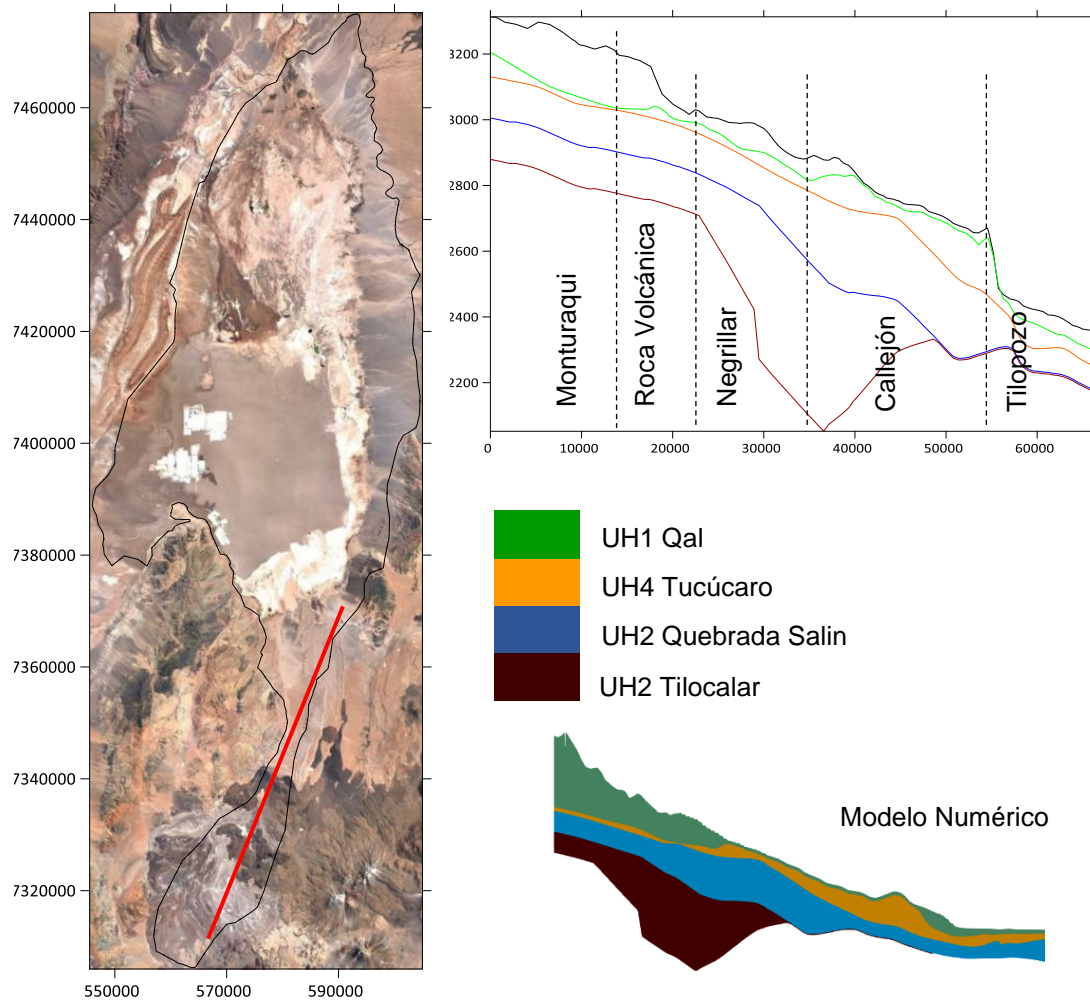 7460000
7440000
7420000
7400000
7380000
7360000
7340000
7320000
550000
570000
590000
3200
3000
2800
2600
2400
2200
Monturaqui
Roca Volcánica
Negrillar
Callejón
Tilopozo
0
10000
20000
30000
40000
50000
60000
UH1 Qal
UH4 Tucúcaro
UH2 Quebrada Salin
UH2 Tilocalar
Modelo Numérico